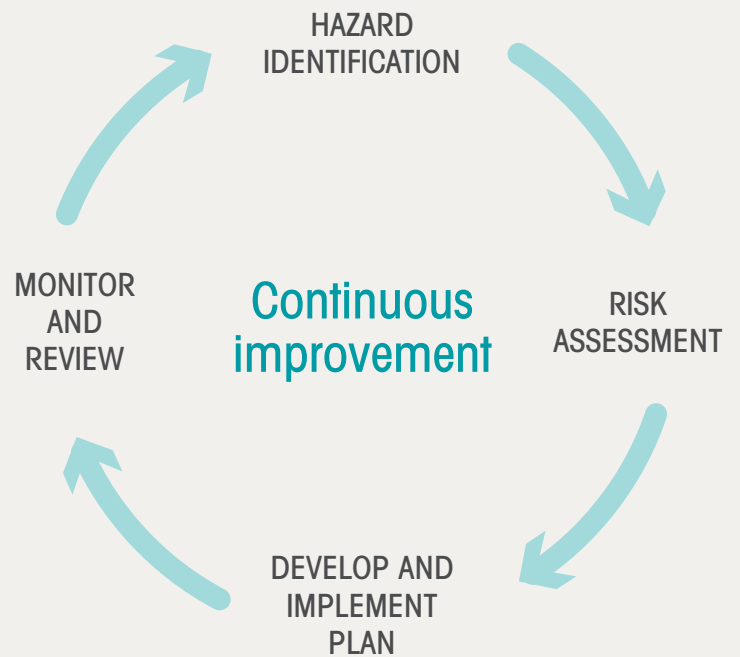 HAZARD
IDENTIFICATION
MONITOR
AND
REVIEW
Continuous
improvement
RISK
ASSESSMENT
DEVELOP AND
IMPLEMENT
PLAN